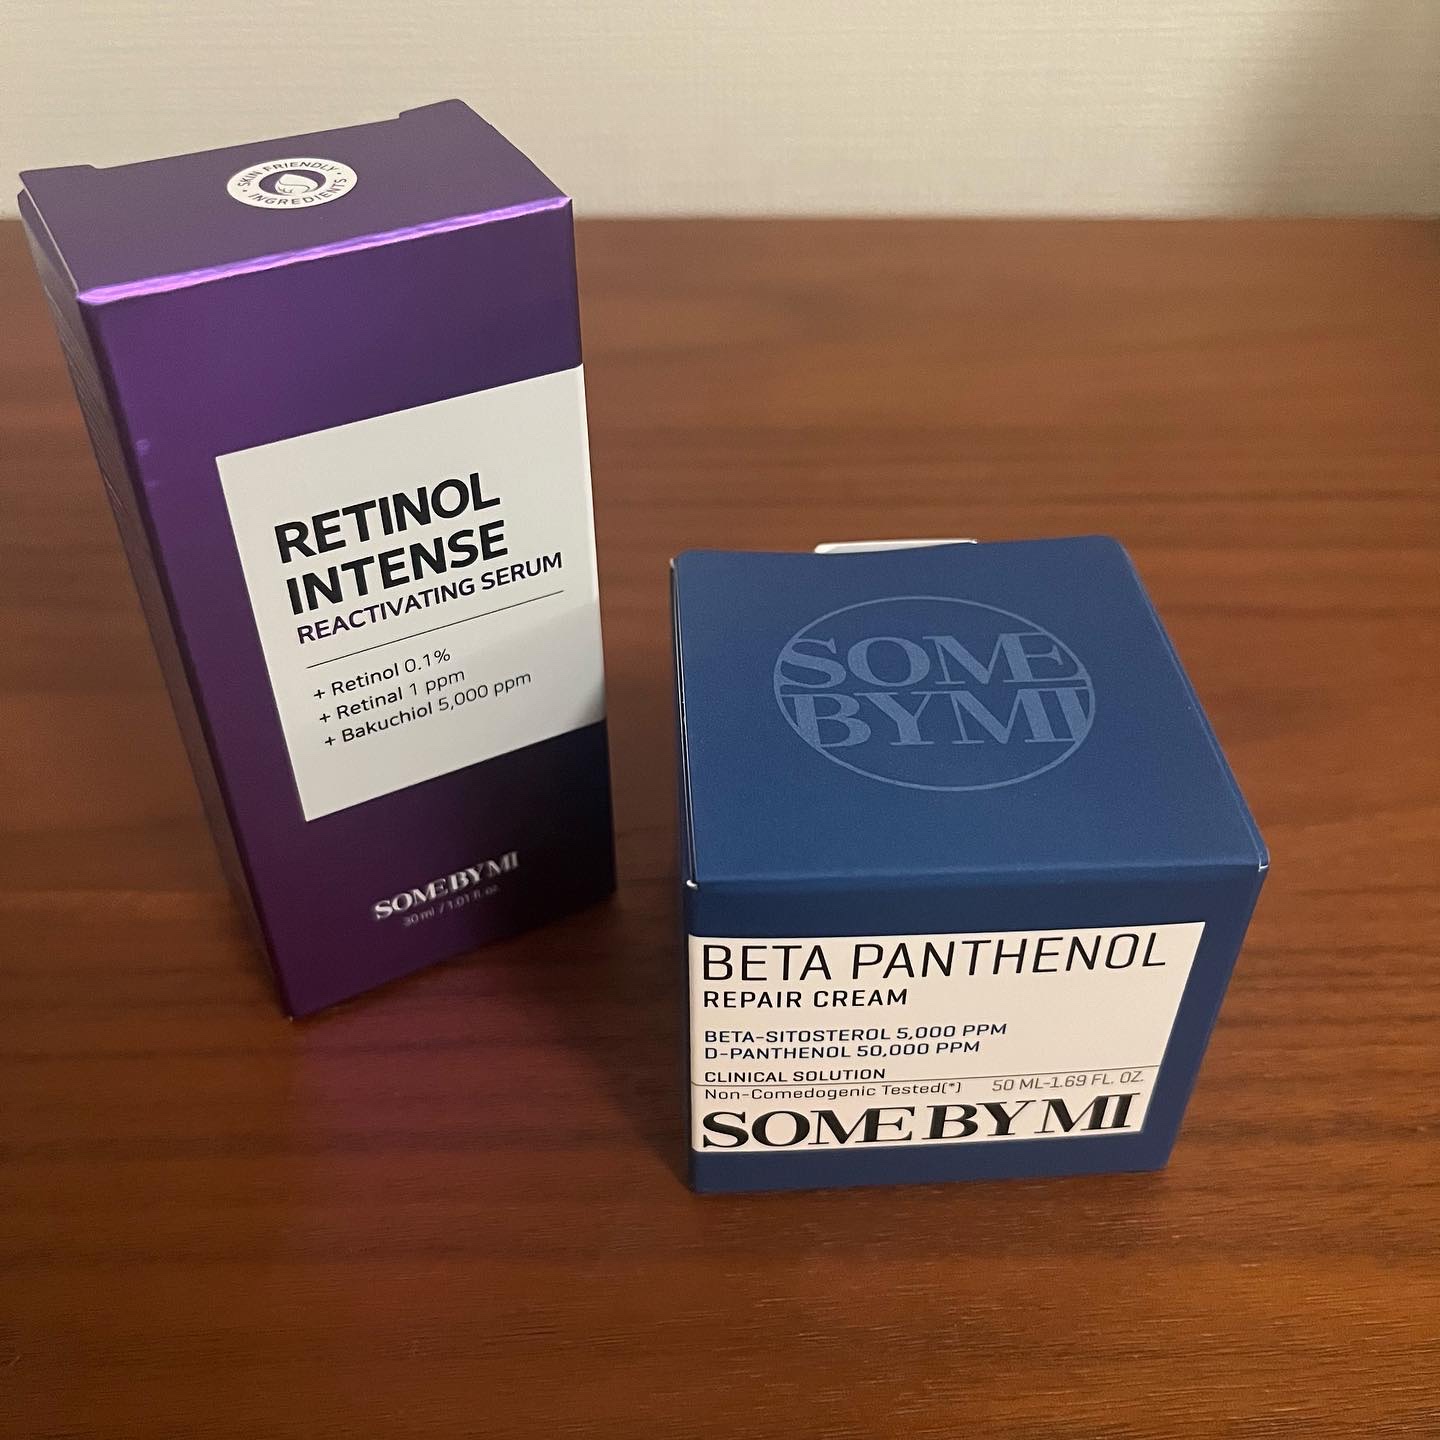 SKIN FRIENDLY
INGREDIENTS
RETINOL
INTENSE
REACTIVATING SERUM
+ Retinol 0.1%
+ Retinal 1 ppm
+ Bakuchiol 5,000 ppm
SOME BY MI
30 ml / 1.01 fl. oz.
SOME
BY MI
BETA PANTHENOL
REPAIR CREAM
BETA-SITOSTEROL 5,000 PPM
D-PANTHENOL 50,000 PPM
CLINICAL SOLUTION
Non-Comedogenic Tested(*) 50 ML-1.69 FL. OZ.
SOME BY MI